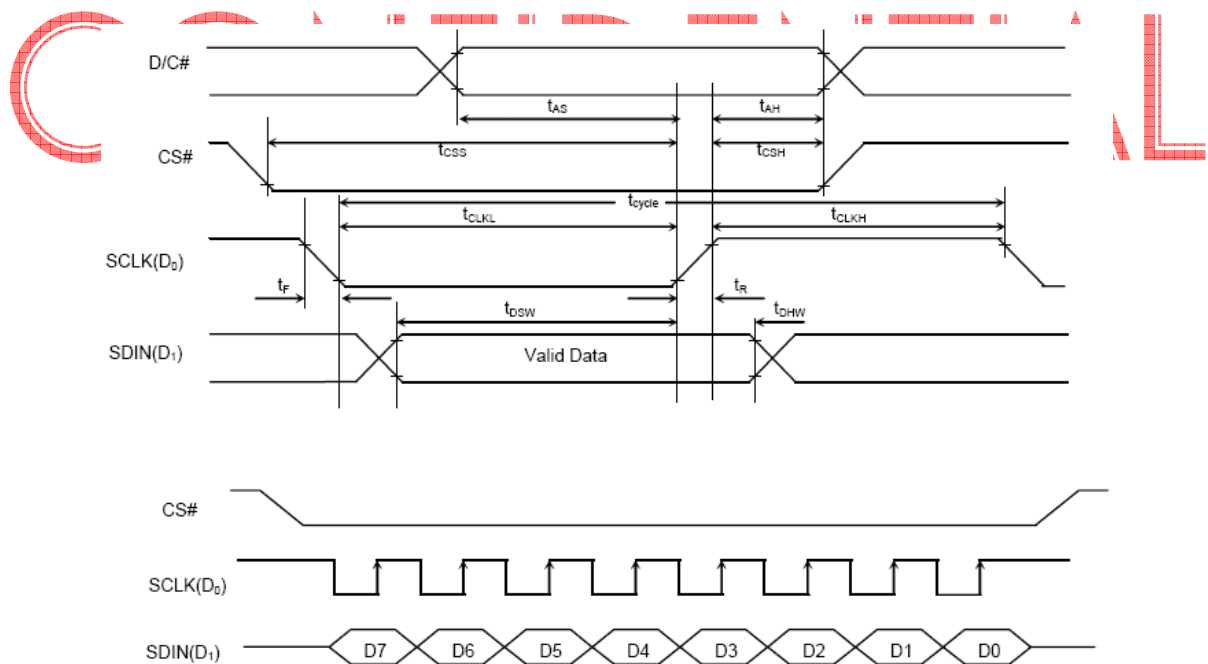 CONFIDENTIAL
D/C#
tAS
tAH
CS#
tCSS
tCSH
tcycle
tCLKL
tCLKH
SCLK(D0)
tF
tR
tDSW
tDHW
SDIN(D1)
Valid Data
CS#
SCLK(D0)
SDIN(D1)
D7 D6 D5 D4 D3 D2 D1 D0